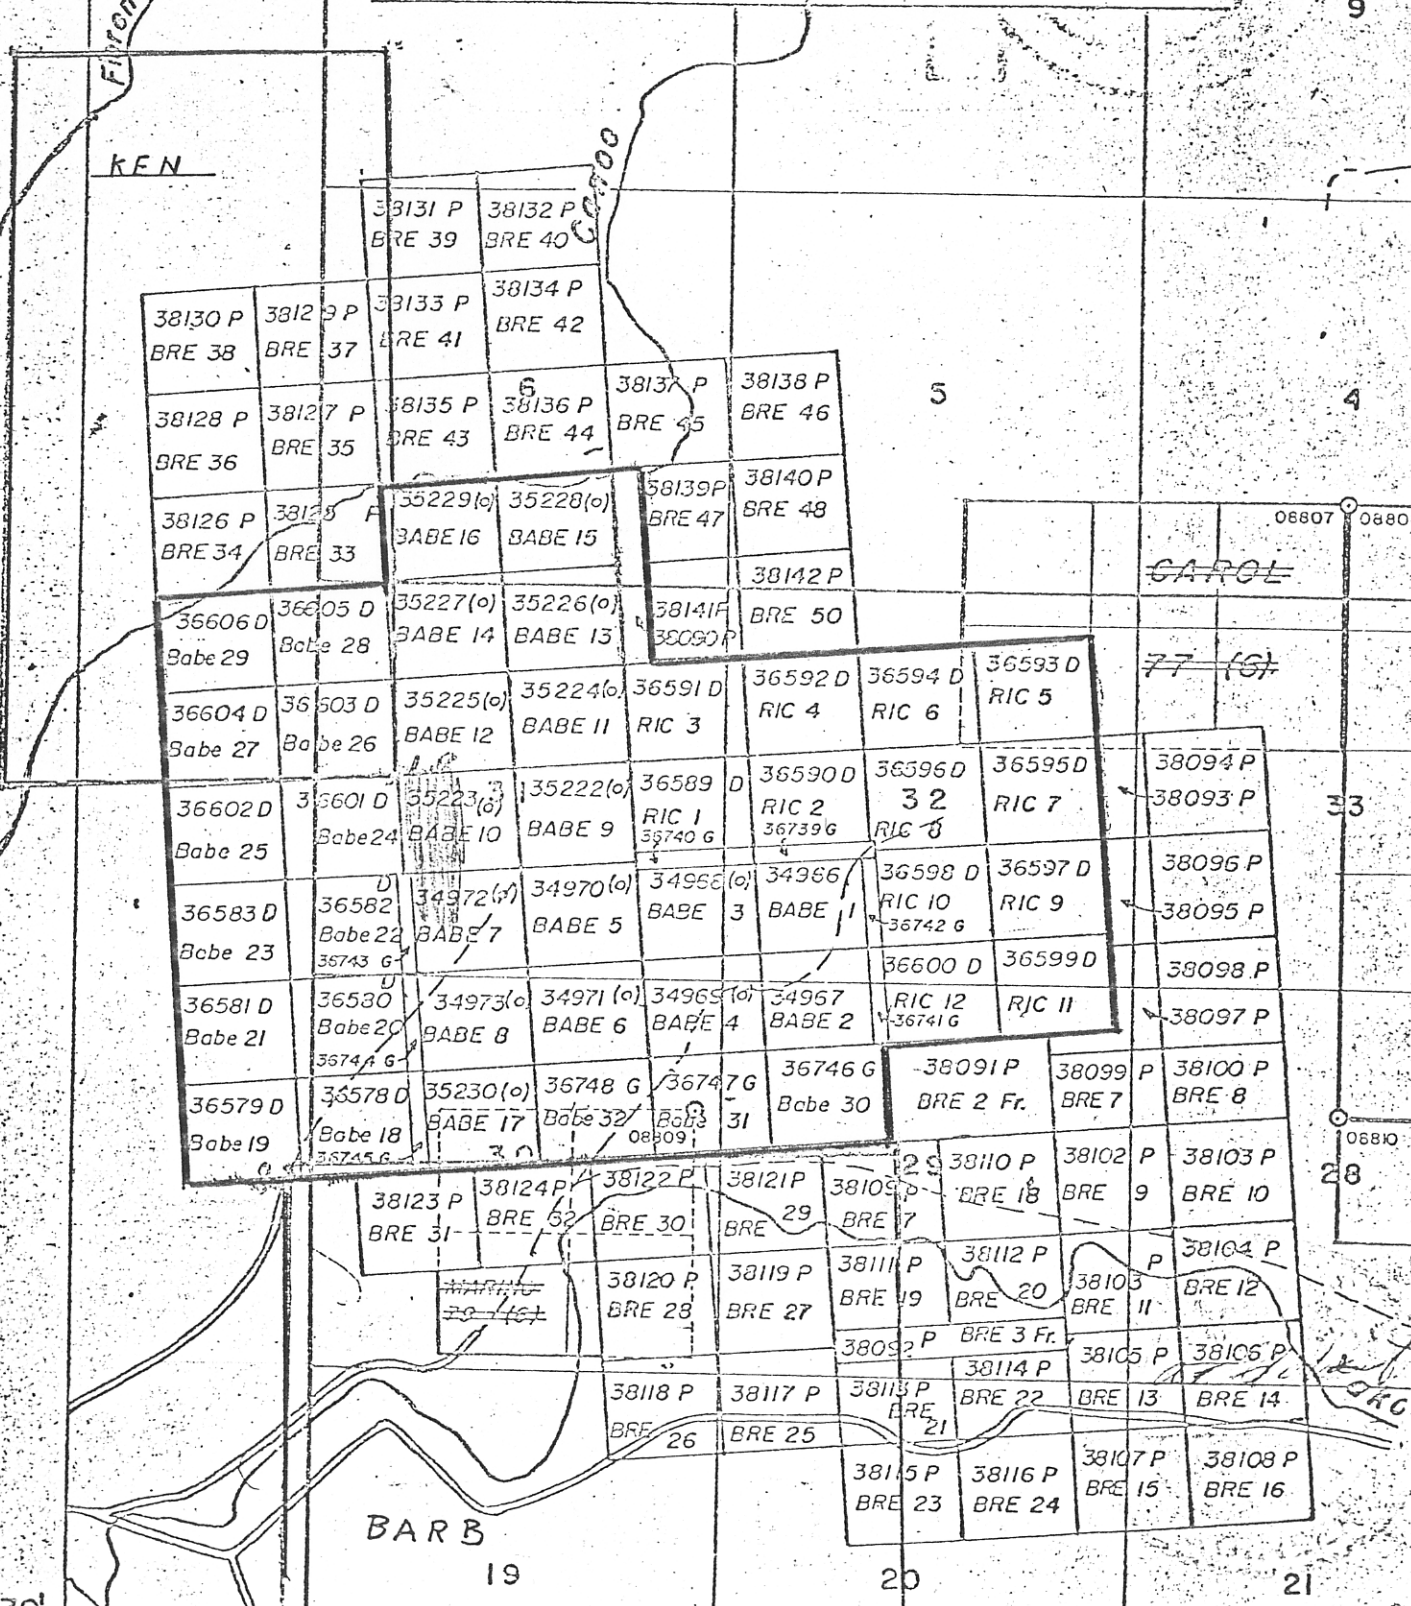 9
KEN
38131 P
BRE 39
38132 P
BRE 40
38130 P
BRE 38
38129 P
BRE 37
38133 P
BRE 41
38134 P
BRE 42
38128 P
BRE 36
38127 P
BRE 35
38135 P
BRE 43
6
38136 P
BRE 44
38137 P
BRE 45
38138 P
BRE 46
5
4
38126 P
BRE 34
BRE 33
35229(o)
BABE 16
35228(o)
BABE 15
38139P
BRE 47
38140 P
BRE 48
08807
CAROL
77 (G)
36606 D
Babe 29
36605 D
Babe 28
35227(o)
BABE 14
35226(o)
BABE 13
38141P
38090P
38142 P
BRE 50
36604 D
Babe 27
36603 D
Babe 26
35225(o)
BABE 12
35224(o)
BABE 11
36591 D
RIC 3
36592 D
RIC 4
36594 D
RIC 6
36593 D
RIC 5
36602 D
Babe 25
36601 D
Babe 24
35223(o)
BABE 10
35222(o)
BABE 9
36589 D
RIC 1
36740 G
36590 D
RIC 2
36739 G
36596 D
32
RIC 8
36595 D
RIC 7
38094 P
38093 P
33
36583 D
Babe 23
36582 D
Babe 22
36743 G
34972(o)
BABE 7
34970(o)
BABE 5
34968(o)
BABE 3
34966
BABE 1
36598 D
RIC 10
36742 G
36597 D
RIC 9
38096 P
38095 P
36581 D
Babe 21
36580 D
Babe 20
36744 G
34973(o)
BABE 8
34971(o)
BABE 6
34969(o)
BABE 4
34967
BABE 2
36600 D
RIC 12
36741 G
36599 D
RIC 11
38098 P
38097 P
36579 D
Babe 19
36578 D
Babe 18
36745 G
35230(o)
BABE 17
30
36748 G
Babe 32
36747 G
Babe 31
08809
36746 G
Babe 30
38091 P
BRE 2 Fr.
38099 P
BRE 7
38100 P
BRE 8
08810
28
38123 P
BRE 31
38124 P
BRE 32
38122 P
BRE 30
38121 P
BRE 29
38109 P
BRE 17
29
38110 P
BRE 18
38102 P
BRE 9
38103 P
BRE 10
38120 P
BRE 28
38119 P
BRE 27
38111 P
BRE 19
38112 P
BRE 20
38103 P
BRE 11
38104 P
BRE 12
38092 P
BRE 3 Fr.
38118 P
BRE 26
38117 P
BRE 25
38113 P
BRE 21
38114 P
BRE 22
38105 P
BRE 13
38106 P
BRE 14
38115 P
BRE 23
38116 P
BRE 24
38107 P
BRE 15
38108 P
BRE 16
BARB
19
20
21